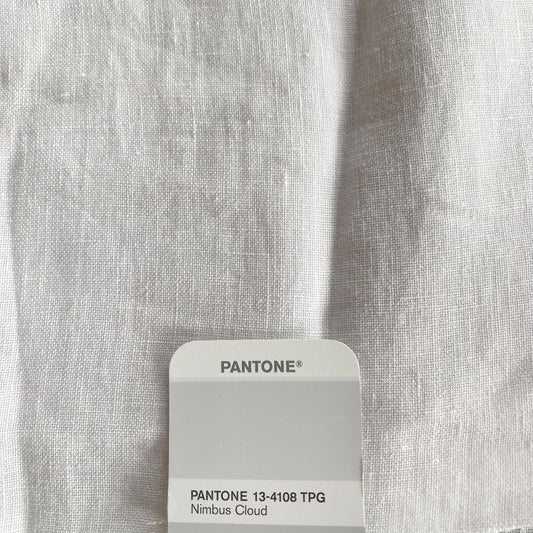 PANTONE®
PANTONE 13-4108 TPG
Nimbus Cloud